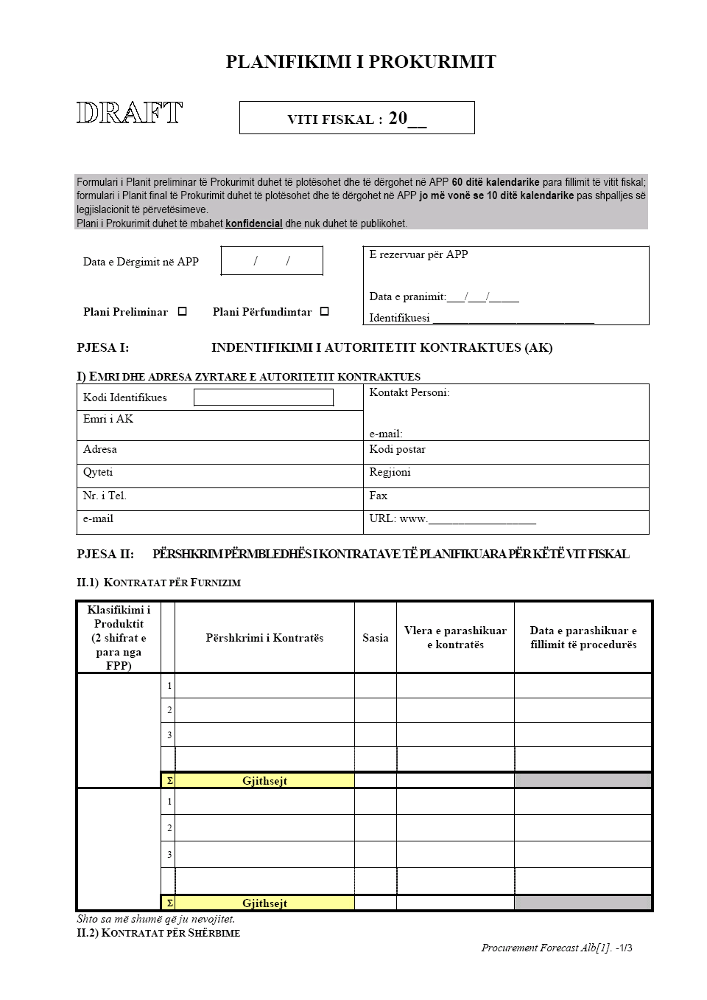 PLANIFIKIMI I PROKURIMIT
DRAFT
VITI FISKAL : 20__
Formulari i Planit preliminar të Prokurimit duhet të plotësohet dhe të dërgohet në APP 60 ditë kalendarike para fillimit të vitit fiskal;
formulari i Planit final të Prokurimit duhet të plotësohet dhe të dërgohet në APP jo më vonë se 10 ditë kalendarike pas shpalljes së
legjislacionit të përvetësimeve.
Plani i Prokurimit duhet të mbahet konfidencial dhe nuk duhet të publikohet.
Data e Dërgimit në APP
/ /
E rezervuar për APP
Data e pranimit:___/___/_____
Identifikuesi ___________________________
Plani Preliminar ☐ Plani Përfundimtar ☐
PJESA I: INDENTIFIKIMI I AUTORITETIT KONTRAKTUES (AK)
I) EMRI DHE ADRESA ZYRTARE E AUTORITETIT KONTRAKTUES
Kodi Identifikues
Kontakt Personi:
Emri i AK
e-mail:
Adresa
Kodi postar
Qyteti
Regjioni
Nr. i Tel.
Fax
e-mail
URL: www.__________________
PJESA II: PËRSHKRIM PËRMBLEDHËS I KONTRATAVE TË PLANIFIKUARA PËR KËTË VIT FISKAL
II.1) KONTRATAT PËR FURNIZIM
Klasifikimi i
Produktit
(2 shifrat e
para nga
FPP)
Përshkrimi i Kontratës
Sasia
Vlera e parashikuar
e kontratës
Data e parashikuar e
fillimit të procedurës
1
2
3
Σ Gjithsejt
1
2
3
Σ Gjithsejt
Shto sa më shumë që ju nevojitet.
II.2) KONTRATAT PËR SHËRBIME
Procurement Forecast Alb[1]. -1/3